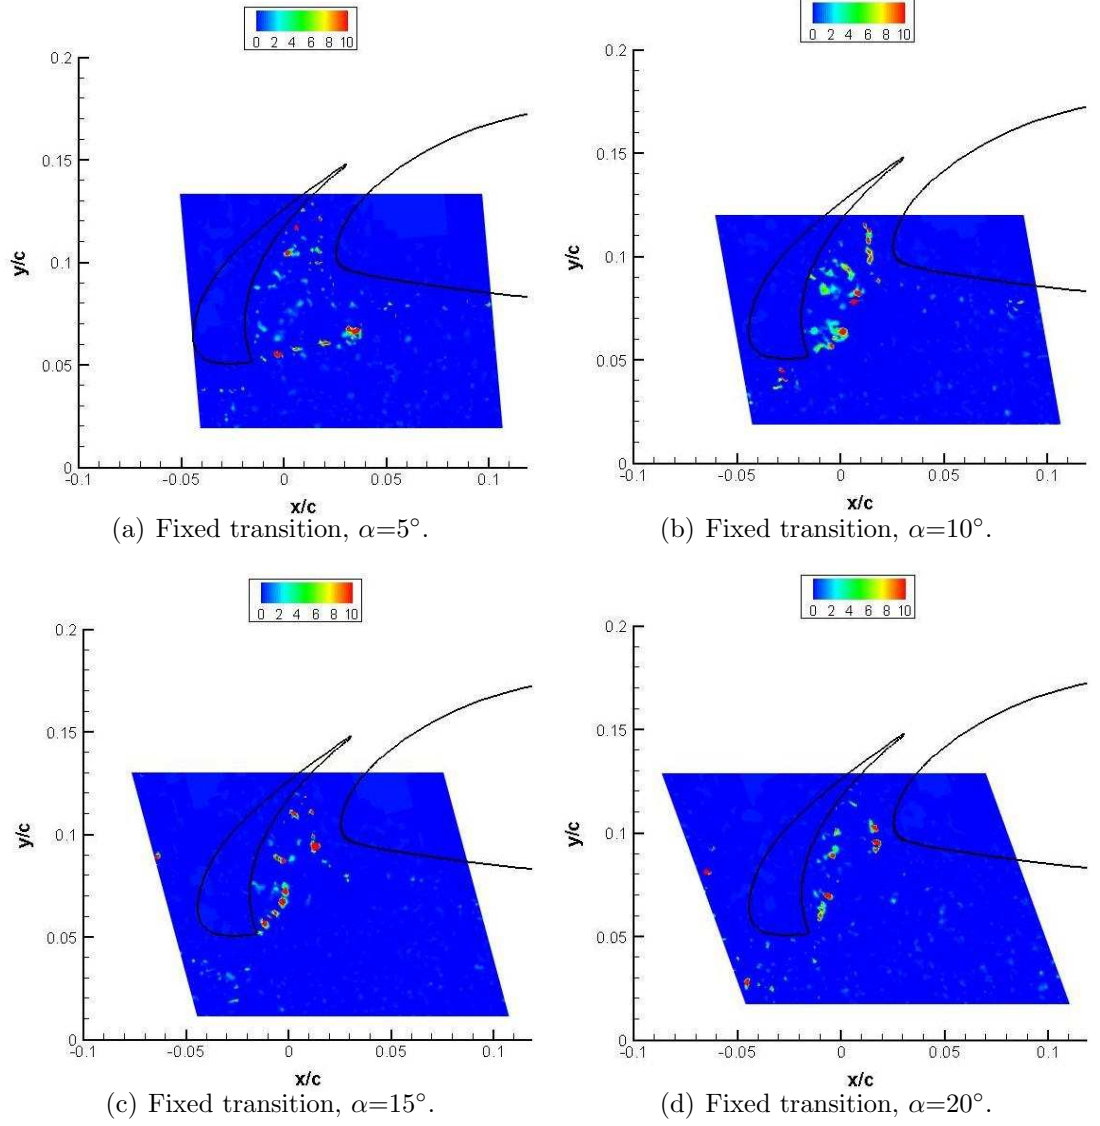 0 2 4 6 8 10
0 2 4 6 8 10
0.2
0.15
0.1
0.05
0
y/c
-0.1 -0.05 0 0.05 0.1
x/c
0.2
0.15
0.1
0.05
0
y/c
-0.1 -0.05 0 0.05 0.1
x/c
(a) Fixed transition, α=5°.
(b) Fixed transition, α=10°.
0 2 4 6 8 10
0 2 4 6 8 10
0.2
0.15
0.1
0.05
0
y/c
-0.1 -0.05 0 0.05 0.1
x/c
0.2
0.15
0.1
0.05
0
y/c
-0.1 -0.05 0 0.05 0.1
x/c
(c) Fixed transition, α=15°.
(d) Fixed transition, α=20°.